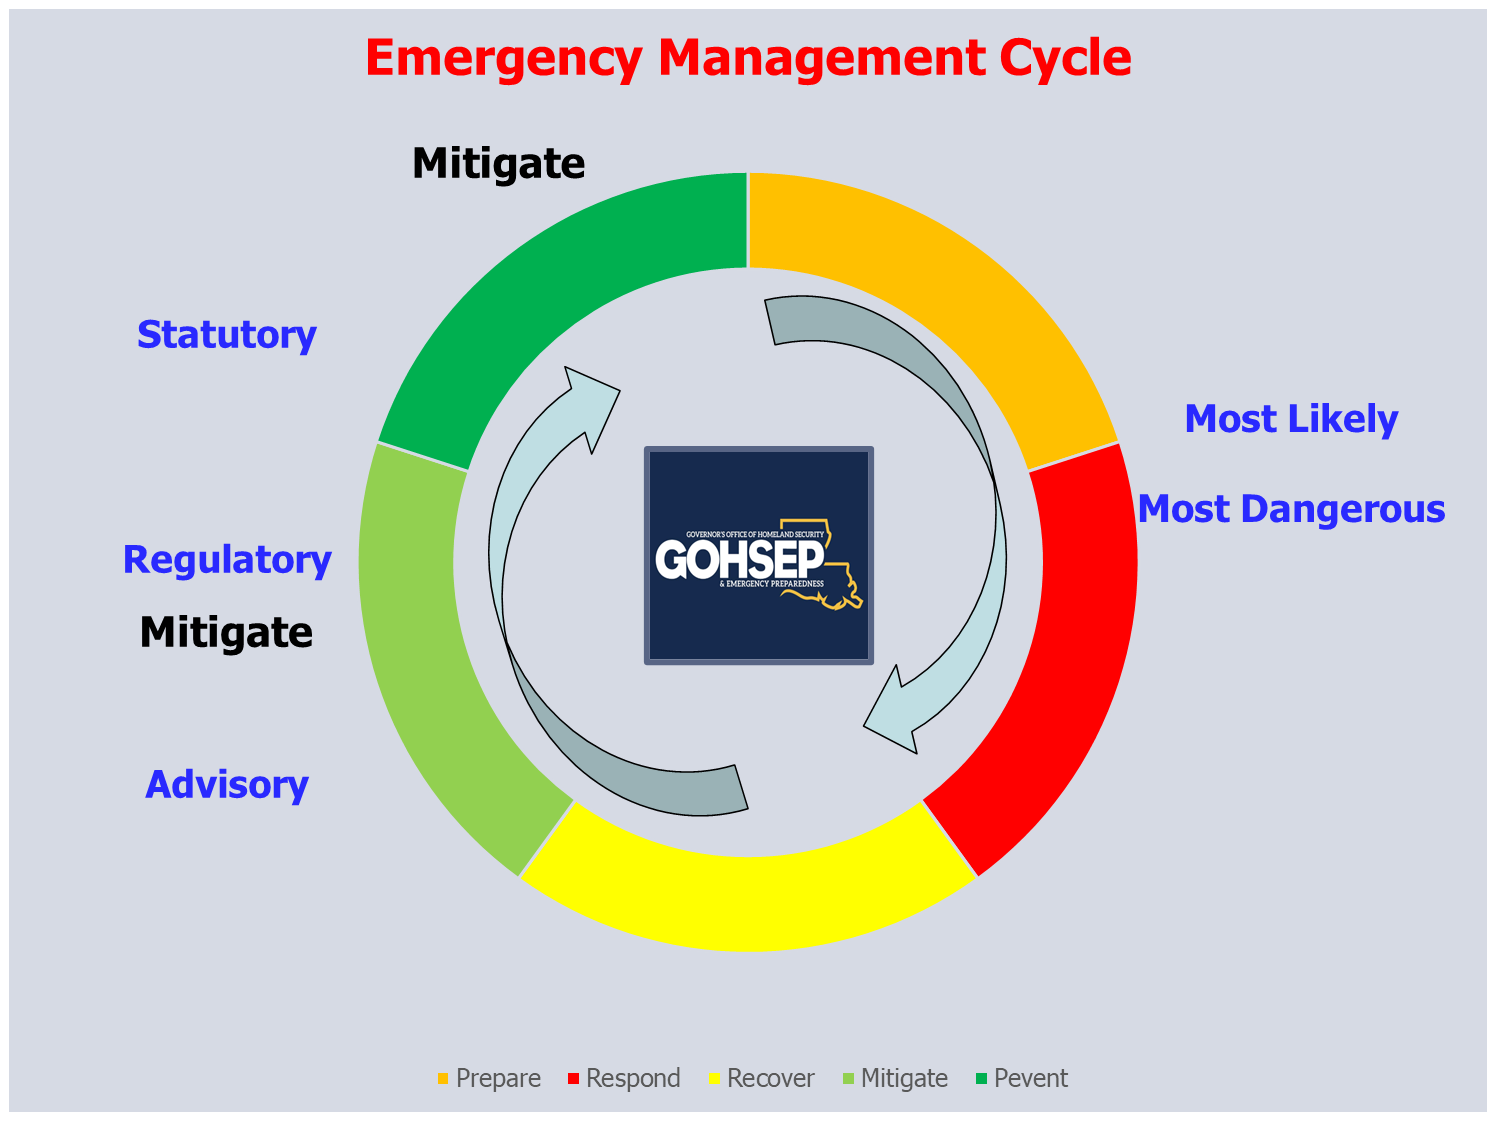 Emergency Management Cycle
Mitigate
Statutory
Most Likely
Most Dangerous
GOVERNOR'S OFFICE OF HOMELAND SECURITY
GOHSEP
& EMERGENCY PREPAREDNESS
Regulatory
Mitigate
Advisory
Prepare Respond Recover Mitigate Pevent